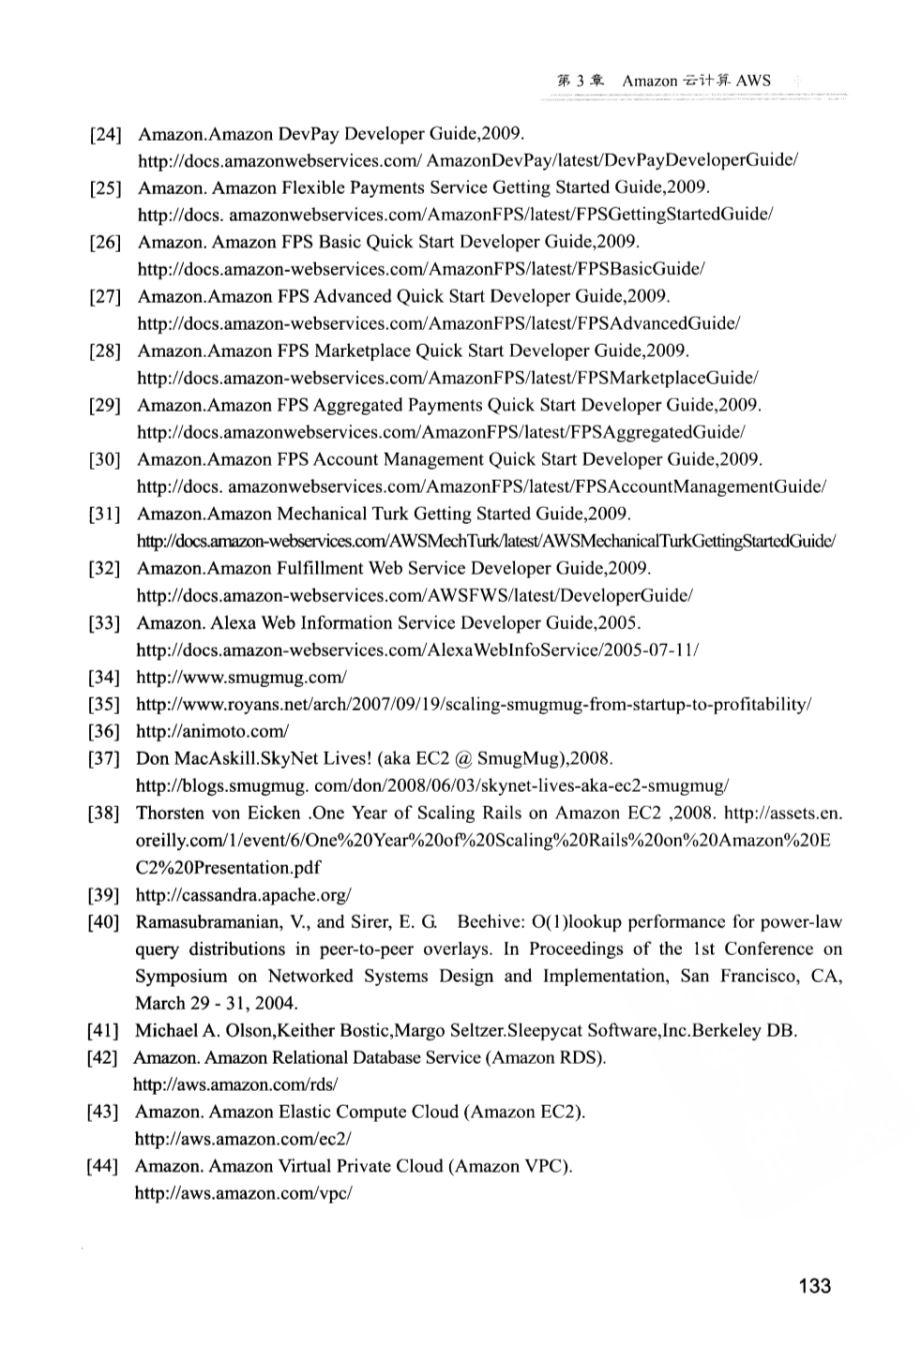 第 3 章 Amazon 云计算 AWS
[24] Amazon.Amazon DevPay Developer Guide,2009.
http://docs.amazonwebservices.com/ AmazonDevPay/latest/DevPayDeveloperGuide/
[25] Amazon. Amazon Flexible Payments Service Getting Started Guide,2009.
http://docs. amazonwebservices.com/AmazonFPS/latest/FPSGettingStartedGuide/
[26] Amazon. Amazon FPS Basic Quick Start Developer Guide,2009.
http://docs.amazon-webservices.com/AmazonFPS/latest/FPSBasicGuide/
[27] Amazon.Amazon FPS Advanced Quick Start Developer Guide,2009.
http://docs.amazon-webservices.com/AmazonFPS/latest/FPSAdvancedGuide/
[28] Amazon.Amazon FPS Marketplace Quick Start Developer Guide,2009.
http://docs.amazon-webservices.com/AmazonFPS/latest/FPSMarketplaceGuide/
[29] Amazon.Amazon FPS Aggregated Payments Quick Start Developer Guide,2009.
http://docs.amazonwebservices.com/AmazonFPS/latest/FPSAggregatedGuide/
[30] Amazon.Amazon FPS Account Management Quick Start Developer Guide,2009.
http://docs. amazonwebservices.com/AmazonFPS/latest/FPSAccountManagementGuide/
[31] Amazon.Amazon Mechanical Turk Getting Started Guide,2009.
http://docs.amazon-webservices.com/AWSMechTurk/latest/AWSMechanicalTurkGettingStartedGuide/
[32] Amazon.Amazon Fulfillment Web Service Developer Guide,2009.
http://docs.amazon-webservices.com/AWSFWS/latest/DeveloperGuide/
[33] Amazon. Alexa Web Information Service Developer Guide,2005.
http://docs.amazon-webservices.com/AlexaWebInfoService/2005-07-11/
[34] http://www.smugmug.com/
[35] http://www.royans.net/arch/2007/09/19/scaling-smugmug-from-startup-to-profitability/
[36] http://animoto.com/
[37] Don MacAskill.SkyNet Lives! (aka EC2 @ SmugMug),2008.
http://blogs.smugmug. com/don/2008/06/03/skynet-lives-aka-ec2-smugmug/
[38] Thorsten von Eicken .One Year of Scaling Rails on Amazon EC2 ,2008. http://assets.en.
oreilly.com/1/event/6/One%20Year%20of%20Scaling%20Rails%20on%20Amazon%20E
C2%20Presentation.pdf
[39] http://cassandra.apache.org/
[40] Ramasubramanian, V., and Sirer, E. G. Beehive: O(1)lookup performance for power-law
query distributions in peer-to-peer overlays. In Proceedings of the 1st Conference on
Symposium on Networked Systems Design and Implementation, San Francisco, CA,
March 29 - 31, 2004.
[41] Michael A. Olson,Keither Bostic,Margo Seltzer.Sleepycat Software,Inc.Berkeley DB.
[42] Amazon. Amazon Relational Database Service (Amazon RDS).
http://aws.amazon.com/rds/
[43] Amazon. Amazon Elastic Compute Cloud (Amazon EC2).
http://aws.amazon.com/ec2/
[44] Amazon. Amazon Virtual Private Cloud (Amazon VPC).
http://aws.amazon.com/vpc/
133